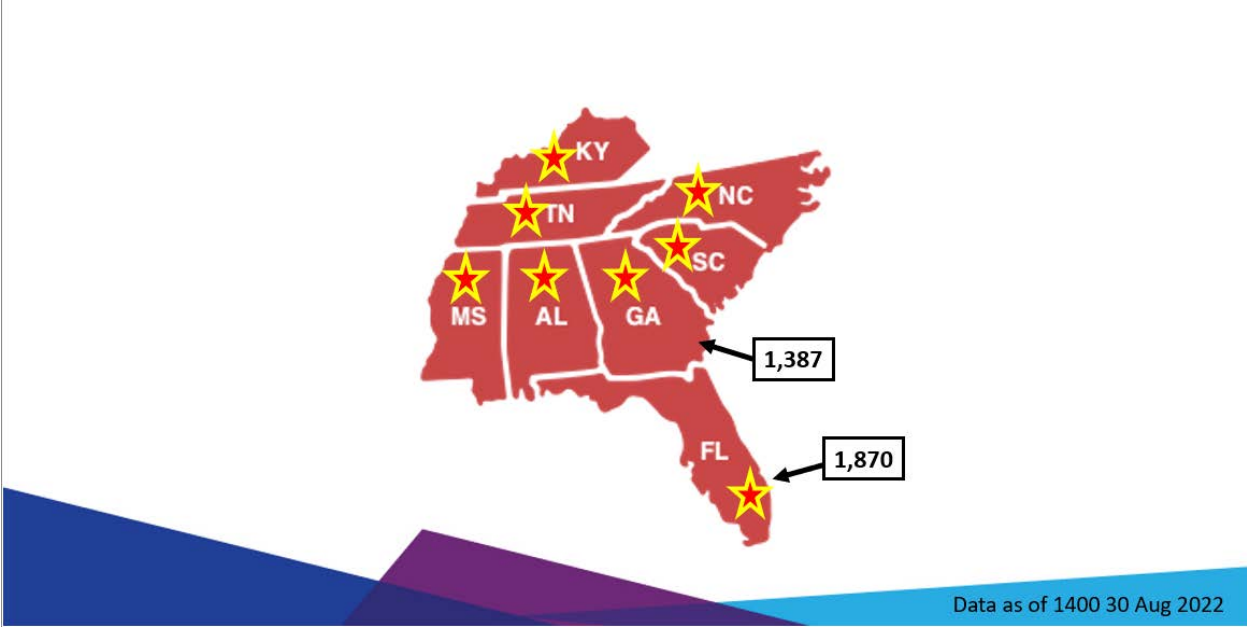 KY
NC
TN
SC
MS
AL
GA
1,387
FL
1,870
Data as of 1400 30 Aug 2022